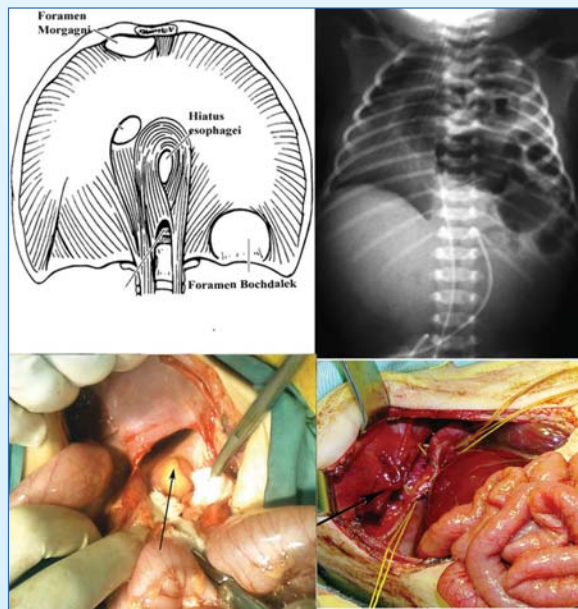 Foramen
Morgagni
Hiatus
esophagei
Foramen Bochdalek